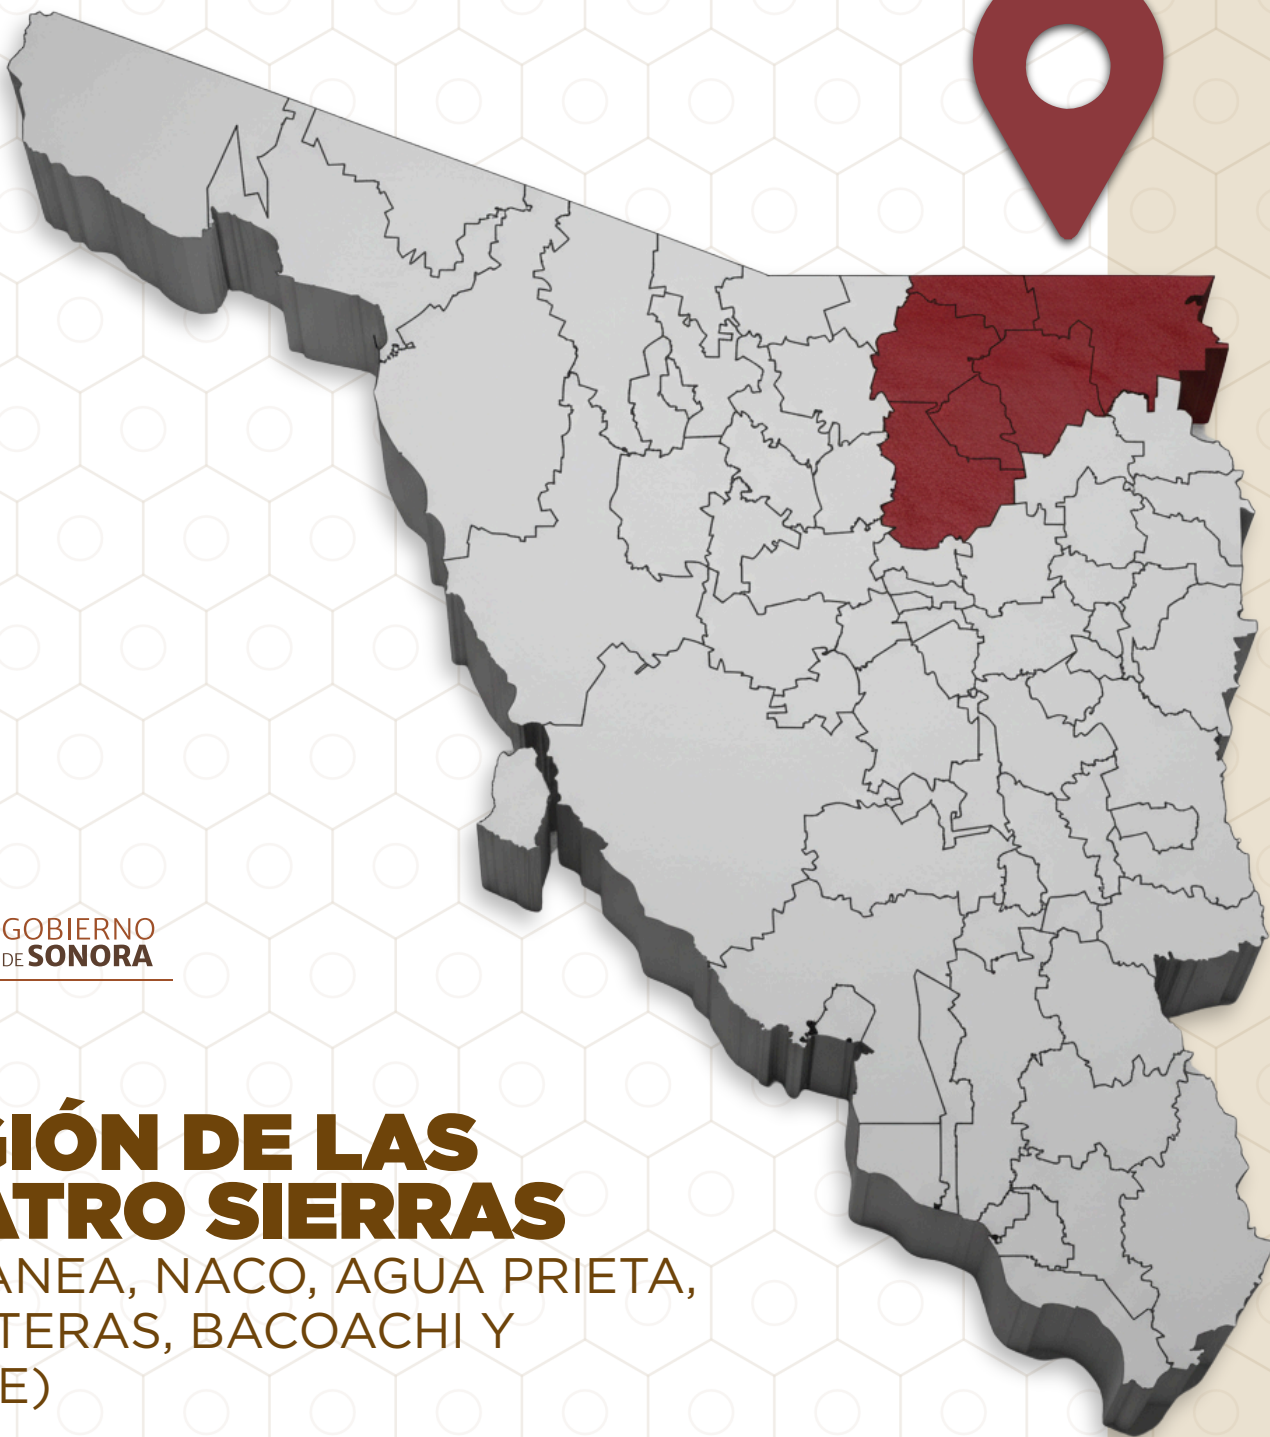 GOBIERNO
DE SONORA
GIÓN DE LAS
ATRO SIERRAS
ANEA, NACO, AGUA PRIETA,
TERAS, BACOACHI Y
E)